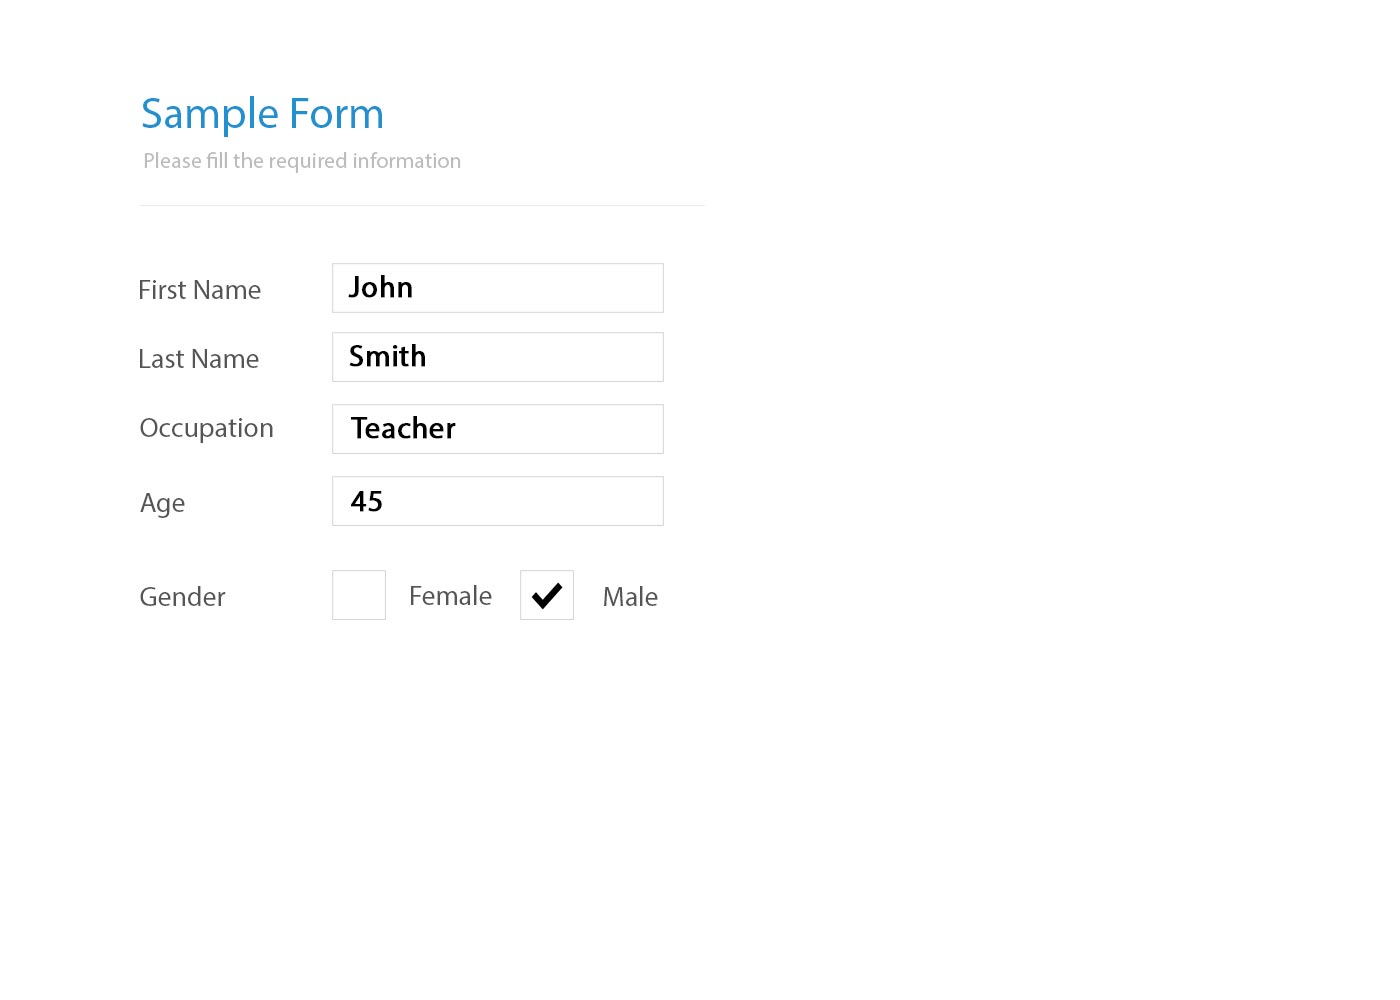 Sample Form
Please fill the required information
First Name John
Last Name Smith
Occupation Teacher
Age 45
Gender Female ✔ Male